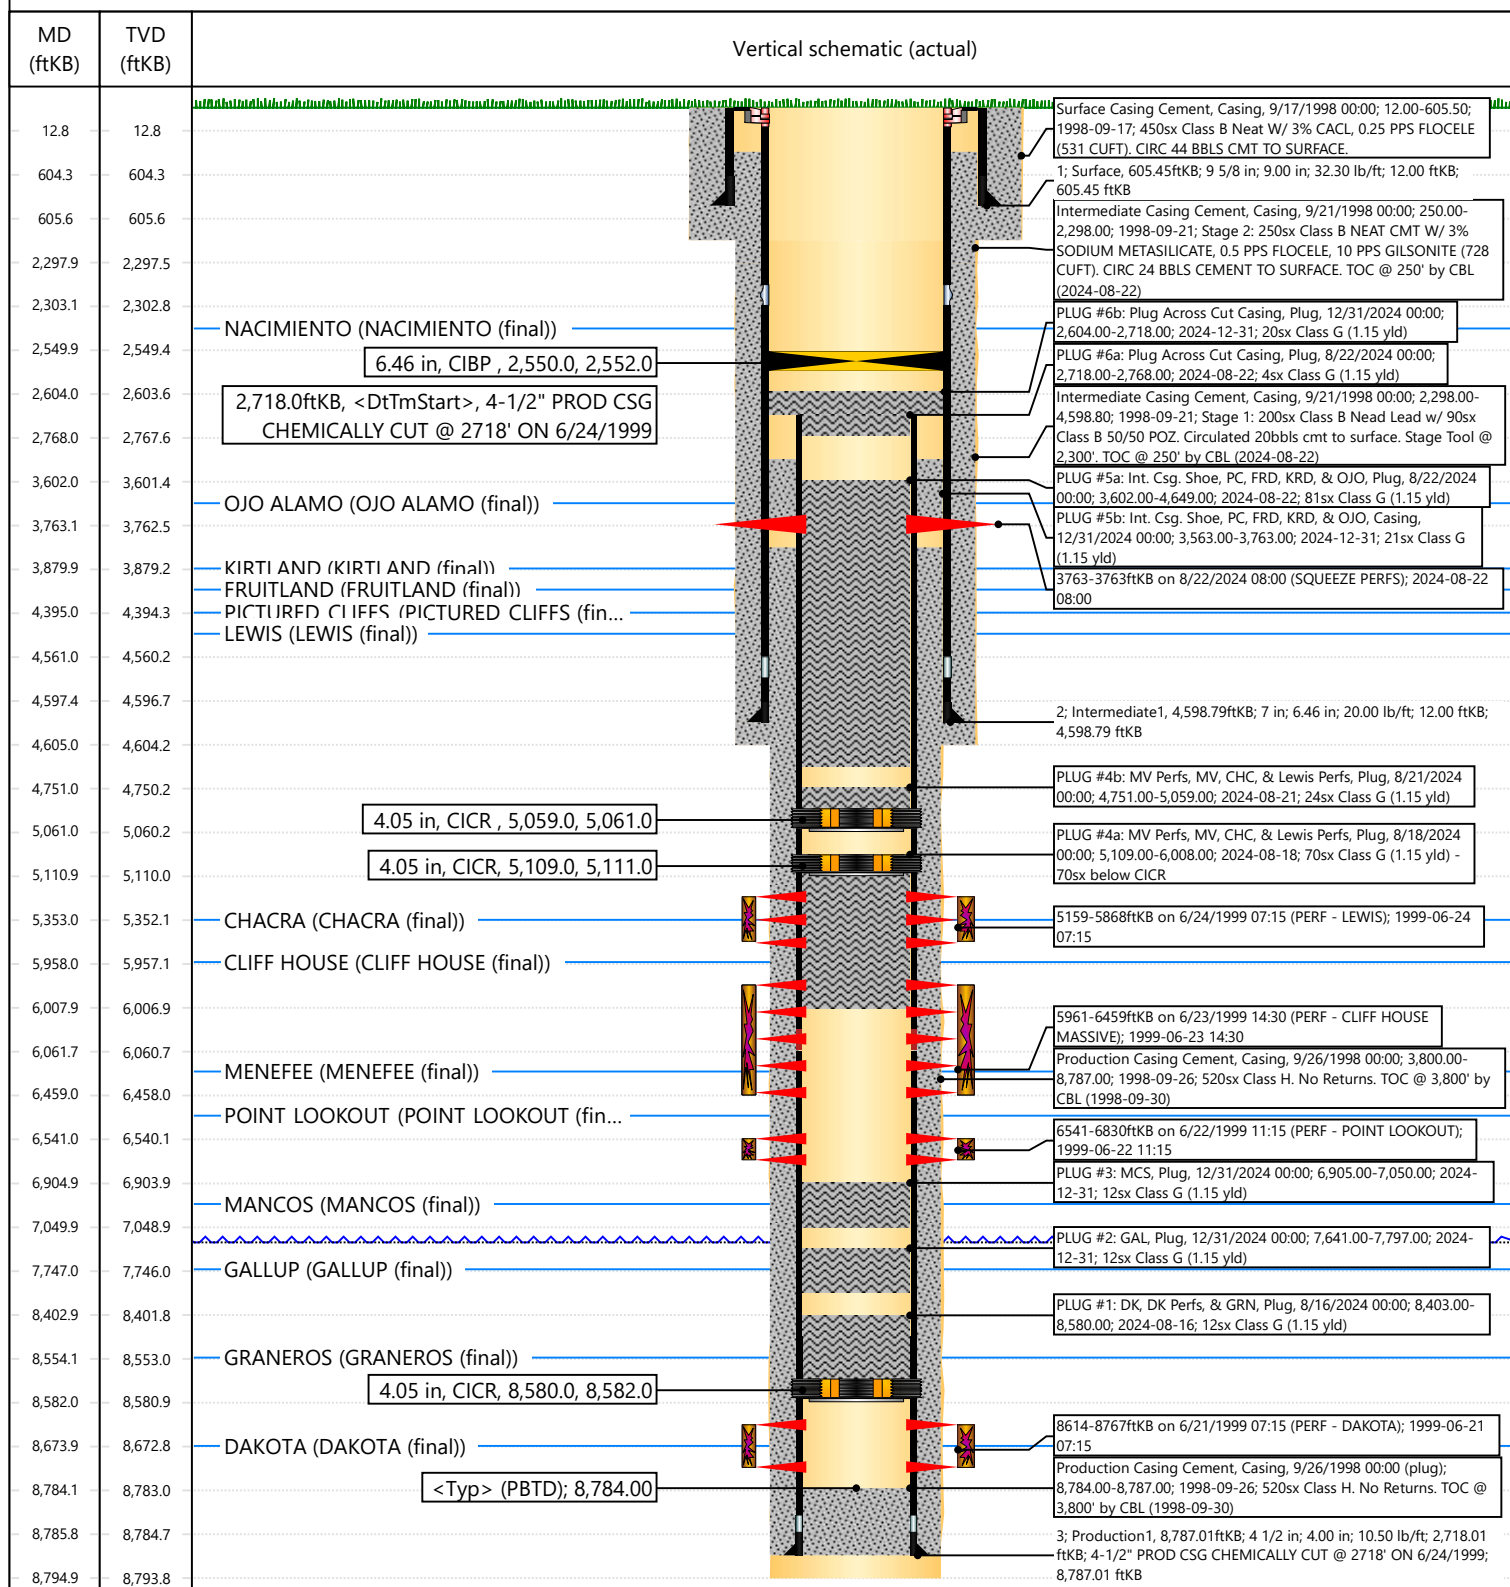 MD
(ftKB)
TVD
(ftKB)
Vertical schematic (actual)
12.8 12.8
604.3 604.3
605.6 605.6
2,297.9 2,297.5
2,303.1 2,302.8
2,549.9 2,549.4
2,604.0 2,603.6
2,768.0 2,767.6
3,602.0 3,601.4
3,763.1 3,762.5
3,879.9 3,879.2
4,395.0 4,394.3
4,561.0 4,560.2
4,597.4 4,596.7
4,605.0 4,604.2
4,751.0 4,750.2
5,061.0 5,060.2
5,110.9 5,110.0
5,353.0 5,352.1
5,958.0 5,957.1
6,007.9 6,006.9
6,061.7 6,060.7
6,459.0 6,458.0
6,541.0 6,540.1
6,904.9 6,903.9
7,049.9 7,048.9
7,747.0 7,746.0
8,402.9 8,401.8
8,554.1 8,553.0
8,582.0 8,580.9
8,673.9 8,672.8
8,784.1 8,783.0
8,785.8 8,784.7
8,794.9 8,793.8
NACIMIENTO (NACIMIENTO (final))
6.46 in, CIBP , 2,550.0, 2,552.0
2,718.0ftKB, <DtTmStart>, 4-1/2" PROD CSG
CHEMICALLY CUT @ 2718' ON 6/24/1999
OJO ALAMO (OJO ALAMO (final))
KIRTLAND (KIRTLAND (final))
FRUITLAND (FRUITLAND (final))
PICTURED CLIFFS (PICTURED CLIFFS (fin...
LEWIS (LEWIS (final))
4.05 in, CICR , 5,059.0, 5,061.0
4.05 in, CICR, 5,109.0, 5,111.0
CHACRA (CHACRA (final))
CLIFF HOUSE (CLIFF HOUSE (final))
MENEFEE (MENEFEE (final))
POINT LOOKOUT (POINT LOOKOUT (fin...
MANCOS (MANCOS (final))
GALLUP (GALLUP (final))
GRANEROS (GRANEROS (final))
4.05 in, CICR, 8,580.0, 8,582.0
DAKOTA (DAKOTA (final))
<Typ> (PBTD); 8,784.00
Surface Casing Cement, Casing, 9/17/1998 00:00; 12.00-605.50;
1998-09-17; 450sx Class B Neat W/ 3% CACL, 0.25 PPS FLOCELE
(531 CUFT). CIRC 44 BBLS CMT TO SURFACE.
1; Surface, 605.45ftKB; 9 5/8 in; 9.00 in; 32.30 lb/ft; 12.00 ftKB;
605.45 ftKB
Intermediate Casing Cement, Casing, 9/21/1998 00:00; 250.00-
2,298.00; 1998-09-21; Stage 2: 250sx Class B NEAT CMT W/ 3%
SODIUM METASILICATE, 0.5 PPS FLOCELE, 10 PPS GILSONITE (728
CUFT). CIRC 24 BBLS CEMENT TO SURFACE. TOC @ 250' by CBL
(2024-08-22)
PLUG #6b: Plug Across Cut Casing, Plug, 12/31/2024 00:00;
2,604.00-2,718.00; 2024-12-31; 20sx Class G (1.15 yld)
PLUG #6a: Plug Across Cut Casing, Plug, 8/22/2024 00:00;
2,718.00-2,768.00; 2024-08-22; 4sx Class G (1.15 yld)
Intermediate Casing Cement, Casing, 9/21/1998 00:00; 2,298.00-
4,598.80; 1998-09-21; Stage 1: 200sx Class B Nead Lead w/ 90sx
Class B 50/50 POZ. Circulated 20bbls cmt to surface. Stage Tool @
2,300'. TOC @ 250' by CBL (2024-08-22)
PLUG #5a: Int. Csg. Shoe, PC, FRD, KRD, & OJO, Plug, 8/22/2024
00:00; 3,602.00-4,649.00; 2024-08-22; 81sx Class G (1.15 yld)
PLUG #5b: Int. Csg. Shoe, PC, FRD, KRD, & OJO, Casing,
12/31/2024 00:00; 3,563.00-3,763.00; 2024-12-31; 21sx Class G
(1.15 yld)
3763-3763ftKB on 8/22/2024 08:00 (SQUEEZE PERFS); 2024-08-22
08:00
2; Intermediate1, 4,598.79ftKB; 7 in; 6.46 in; 20.00 lb/ft; 12.00 ftKB;
4,598.79 ftKB
PLUG #4b: MV Perfs, MV, CHC, & Lewis Perfs, Plug, 8/21/2024
00:00; 4,751.00-5,059.00; 2024-08-21; 24sx Class G (1.15 yld)
PLUG #4a: MV Perfs, MV, CHC, & Lewis Perfs, Plug, 8/18/2024
00:00; 5,109.00-6,008.00; 2024-08-18; 70sx Class G (1.15 yld) -
70sx below CICR
5159-5868ftKB on 6/24/1999 07:15 (PERF - LEWIS); 1999-06-24
07:15
5961-6459ftKB on 6/23/1999 14:30 (PERF - CLIFF HOUSE
MASSIVE); 1999-06-23 14:30
Production Casing Cement, Casing, 9/26/1998 00:00; 3,800.00-
8,787.00; 1998-09-26; 520sx Class H. No Returns. TOC @ 3,800' by
CBL (1998-09-30)
6541-6830ftKB on 6/22/1999 11:15 (PERF - POINT LOOKOUT);
1999-06-22 11:15
PLUG #3: MCS, Plug, 12/31/2024 00:00; 6,905.00-7,050.00; 2024-
12-31; 12sx Class G (1.15 yld)
PLUG #2: GAL, Plug, 12/31/2024 00:00; 7,641.00-7,797.00; 2024-
12-31; 12sx Class G (1.15 yld)
PLUG #1: DK, DK Perfs, & GRN, Plug, 8/16/2024 00:00; 8,403.00-
8,580.00; 2024-08-16; 12sx Class G (1.15 yld)
8614-8767ftKB on 6/21/1999 07:15 (PERF - DAKOTA); 1999-06-21
07:15
Production Casing Cement, Casing, 9/26/1998 00:00 (plug);
8,784.00-8,787.00; 1998-09-26; 520sx Class H. No Returns. TOC @
3,800' by CBL (1998-09-30)
3; Production1, 8,787.01ftKB; 4 1/2 in; 4.00 in; 10.50 lb/ft; 2,718.01
ftKB; 4-1/2" PROD CSG CHEMICALLY CUT @ 2718' ON 6/24/1999;
8,787.01 ftKB